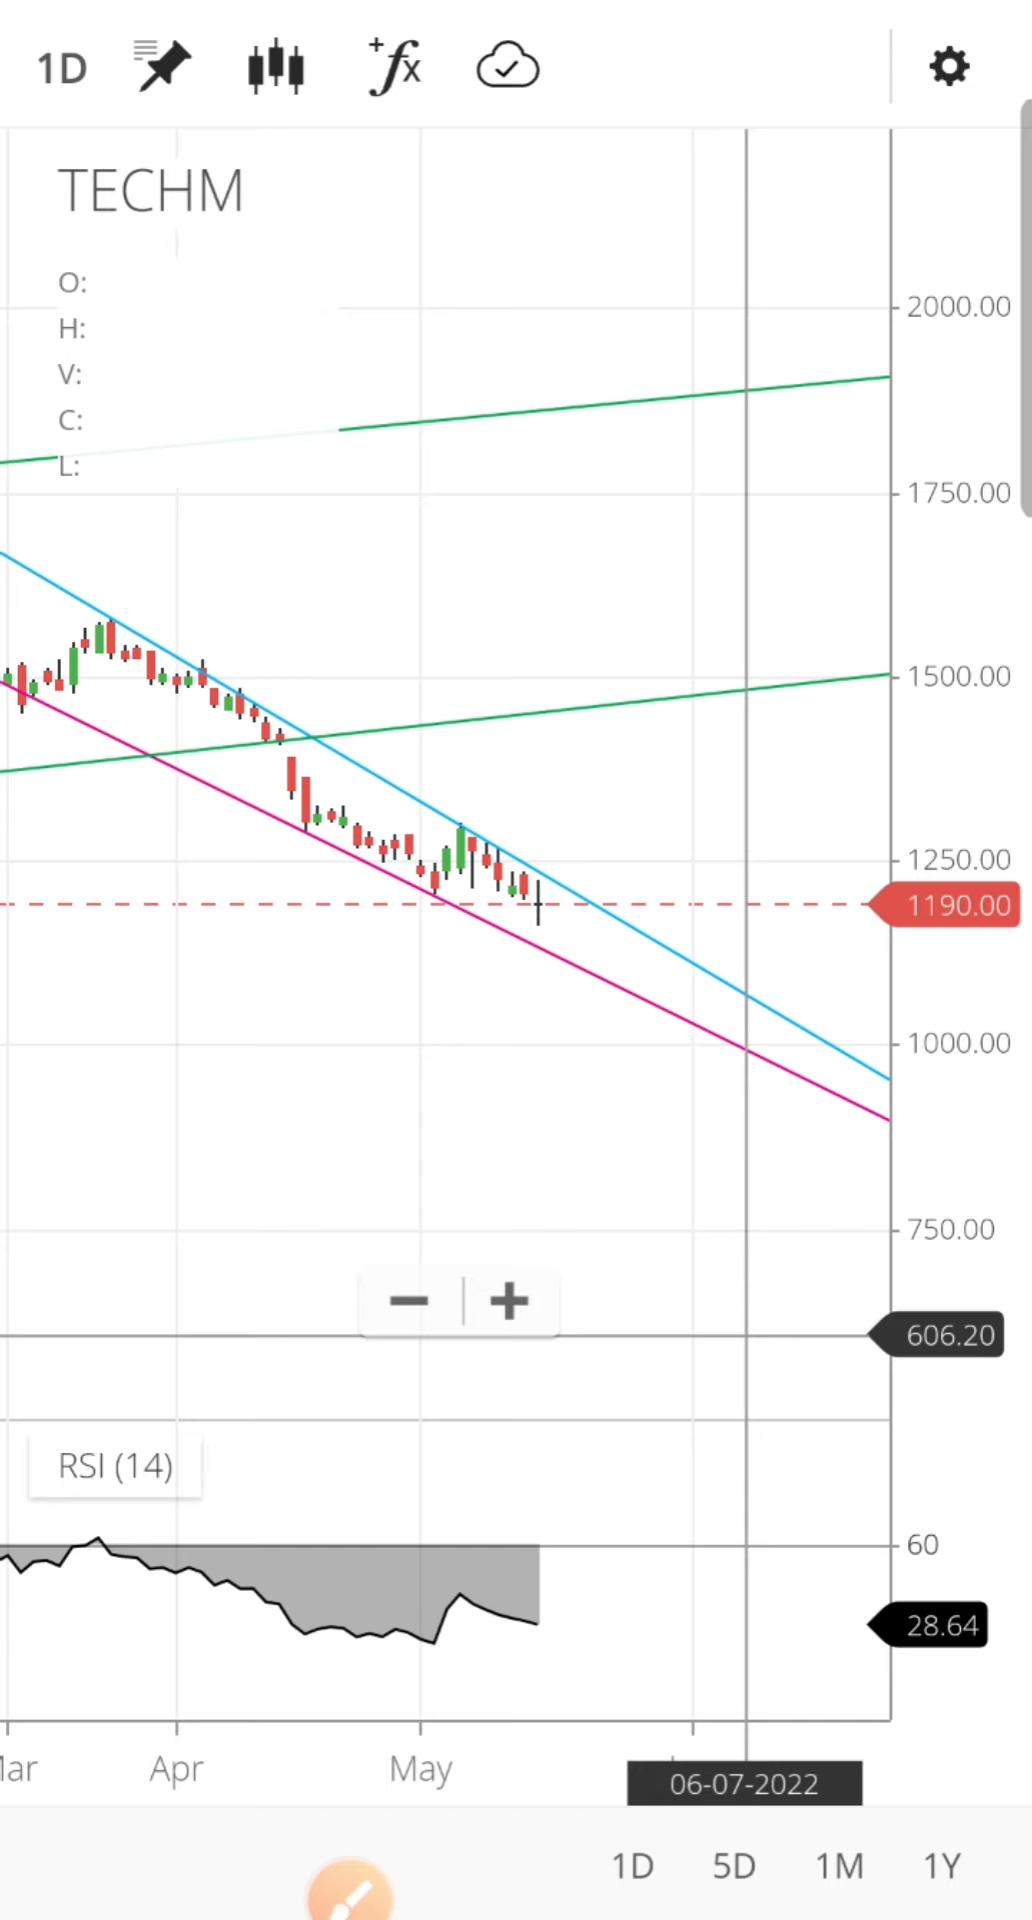 1D
TECHM
O:
H:
V:
C:
L:
2000.00
1750.00
1500.00
1250.00
1190.00
1000.00
750.00
606.20
RSI (14)
60
28.64
Apr
May
06-07-2022
1D 5D 1M 1Y